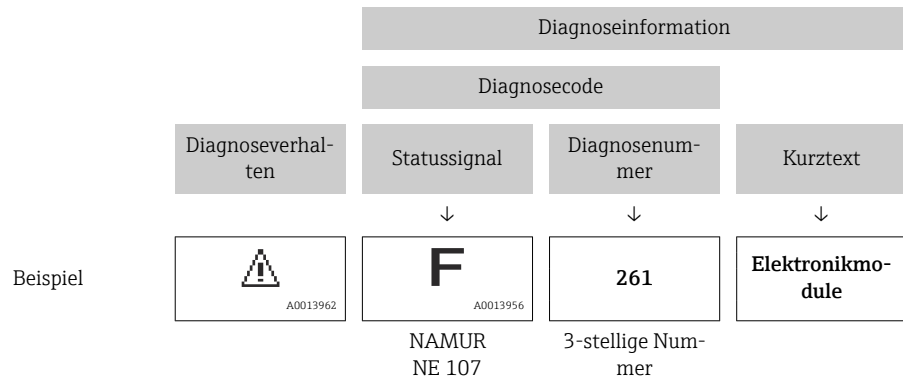 Diagnoseinformation
Diagnosecode
Diagnoseverhal-
ten
Statussignal
Diagnosenum-
mer
Kurztext
↓ ↓ ↓
Beispiel
A0013962
F
A0013956
261
Elektronikmo-
dule
NAMUR
NE 107
3-stellige Num-
mer